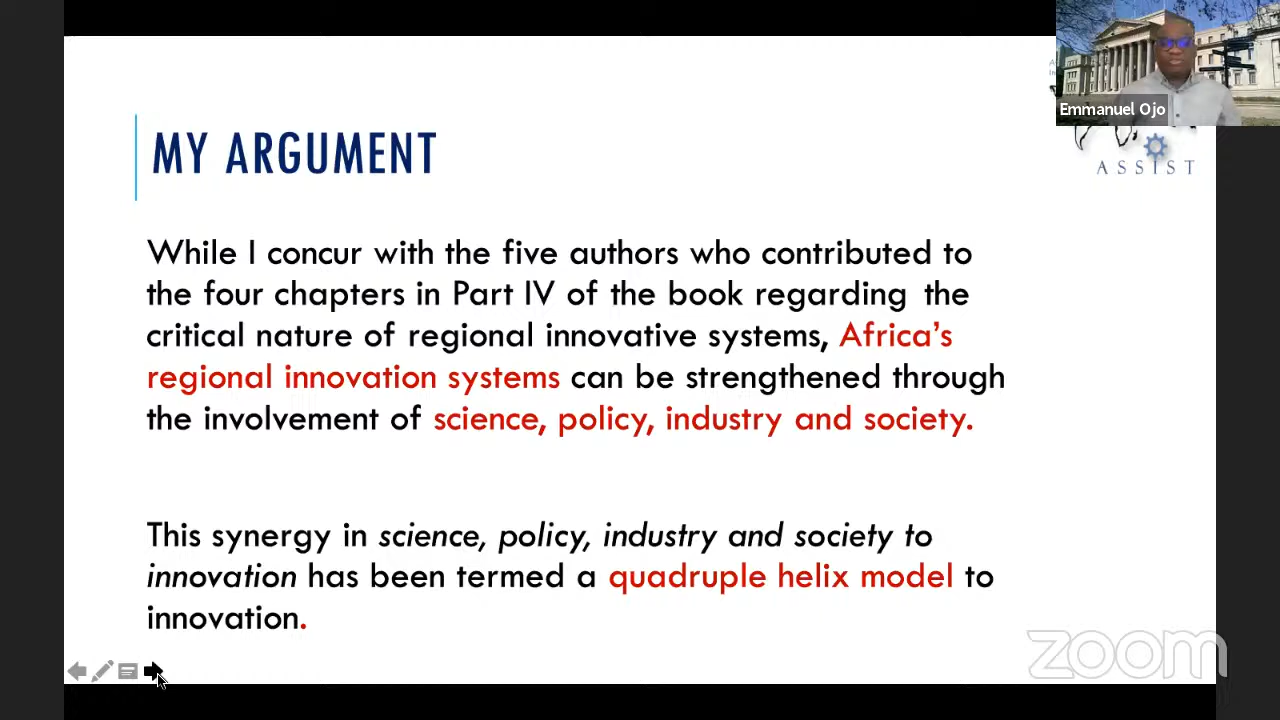 Emmanuel Ojo
ASSIST
MY ARGUMENT
While I concur with the five authors who contributed to
the four chapters in Part IV of the book regarding the
critical nature of regional innovative systems, Africa’s
regional innovation systems can be strengthened through
the involvement of science, policy, industry and society.
This synergy in science, policy, industry and society to
innovation has been termed a quadruple helix model to
innovation.
zoom